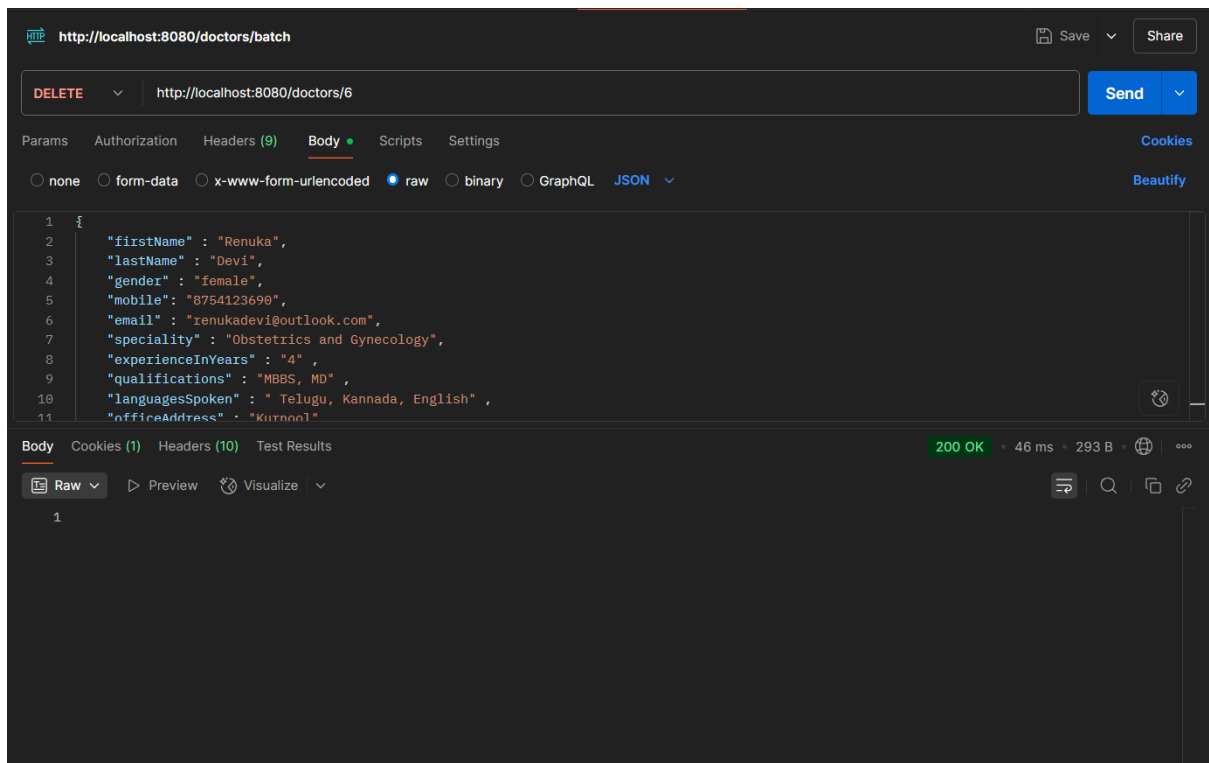 HTTP http://localhost:8080/doctors/batch Save Share
DELETE http://localhost:8080/doctors/6 Send
Params Authorization Headers (9) Body Scripts Settings Cookies
none form-data x-www-form-urlencoded raw binary GraphQL JSON Beautify
1 {
2 "firstName" : "Renuka",
3 "lastName" : "Devi",
4 "gender" : "female",
5 "mobile": "8754123690",
6 "email" : "renukadevi@outlook.com",
7 "speciality" : "Obstetrics and Gynecology",
8 "experienceInYears" : "4" ,
9 "qualifications" : "MBBS, MD" ,
10 "languagesSpoken" : " Telugu, Kannada, English" ,
11 "officeAddress" : "Kurnool"
Body Cookies (1) Headers (10) Test Results 200 OK 46 ms 293 B
Raw Preview Visualize
1